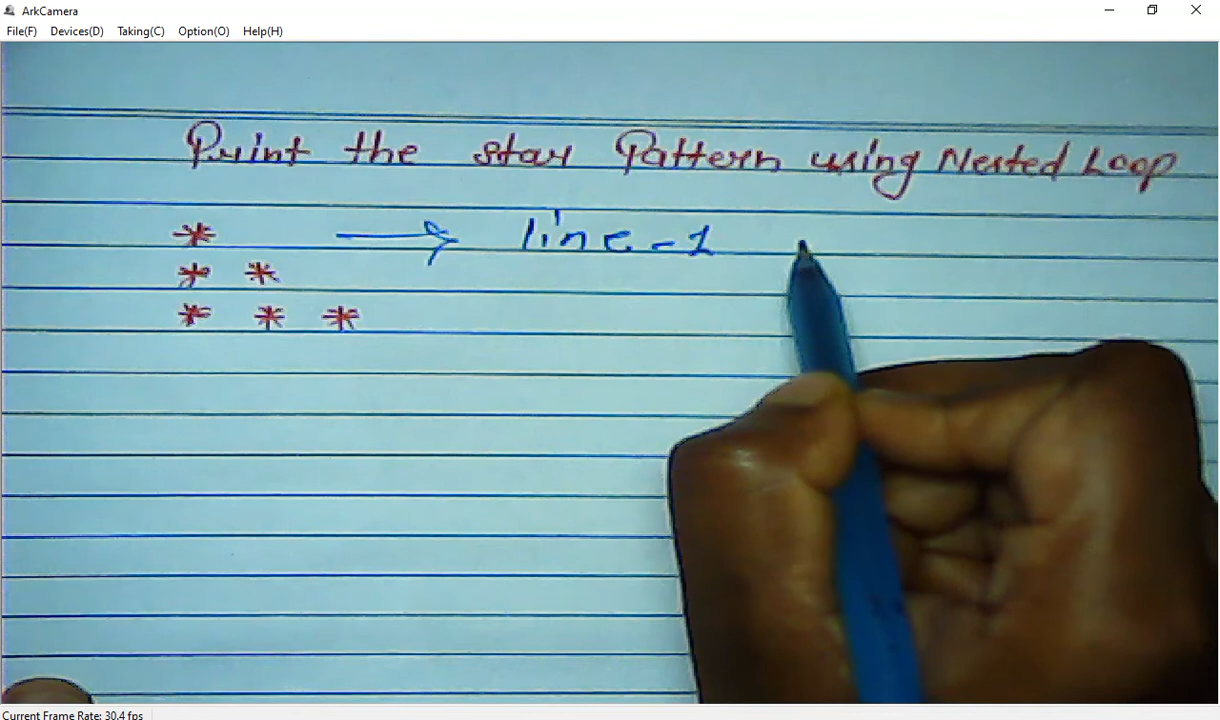 ArkCamera
File(F) Devices(D) Taking(C) Option(O) Help(H)
Print the star Pattern using Nested Loop
* → line-1
* *
* * *
Current Frame Rate: 30.4 fps